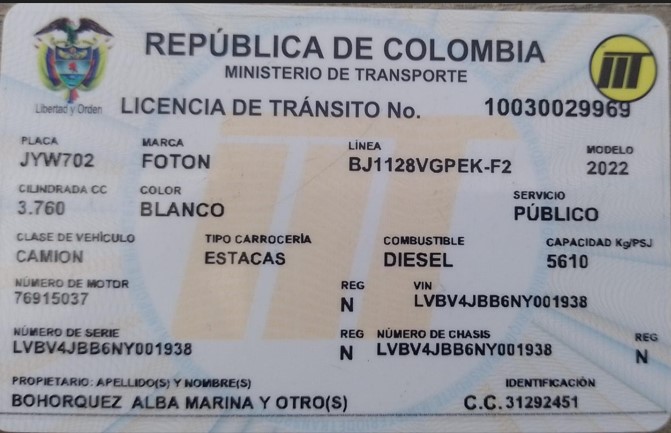 REPÚBLICA DE COLOMBIA
MINISTERIO DE TRANSPORTE
Libertad y Orden
LICENCIA DE TRÁNSITO No. 10030029969
PLACA MARCA LÍNEA MODELO
JYW702 FOTON BJ1128VGPEK-F2 2022
CILINDRADA CC COLOR SERVICIO
3.760 BLANCO PÚBLICO
CLASE DE VEHÍCULO TIPO CARROCERÍA COMBUSTIBLE CAPACIDAD Kg/PSJ
CAMION ESTACAS DIESEL 5610
NÚMERO DE MOTOR REG VIN
76915037 N LVBV4JBB6NY001938
NÚMERO DE SERIE REG NÚMERO DE CHASIS REG
LVBV4JBB6NY001938 N LVBV4JBB6NY001938 N
PROPIETARIO: APELLIDO(S) Y NOMBRE(S) IDENTIFICACIÓN
BOHORQUEZ ALBA MARINA Y OTRO(S) C.C. 31292451